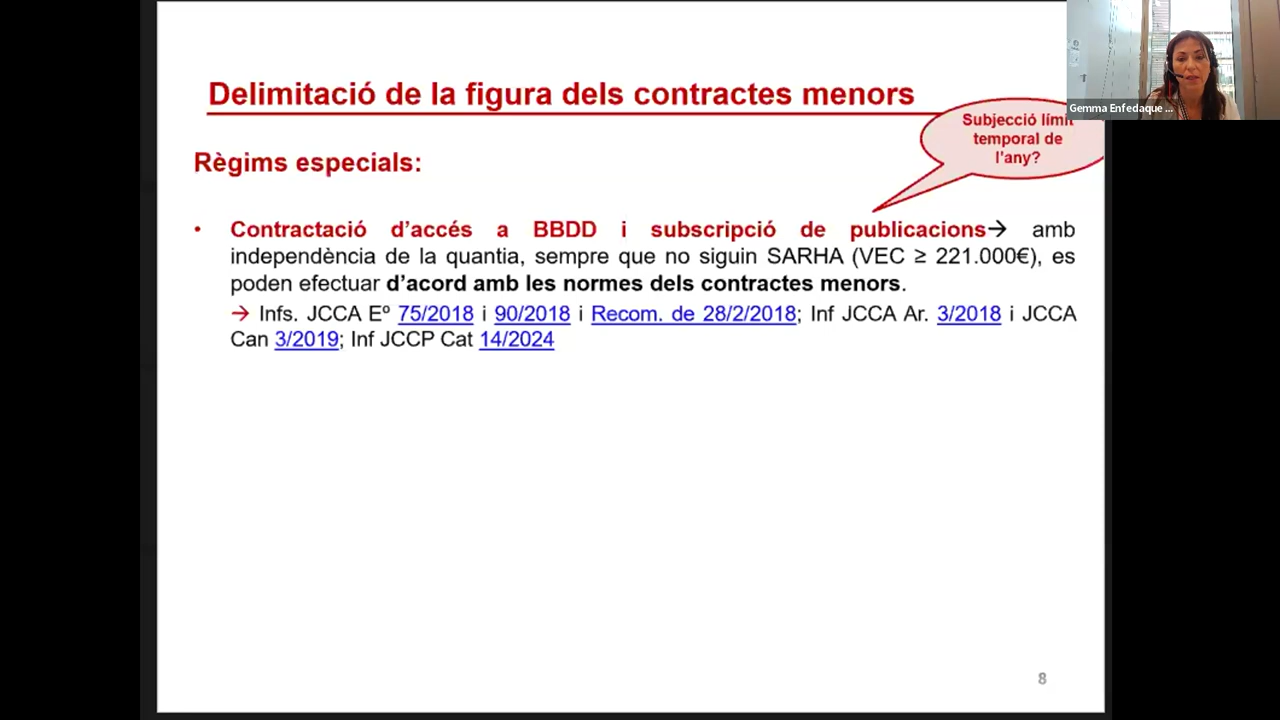 Delimitació de la figura dels contractes menors
Subjecció límit
temporal de
l'any?
Gemma Enfedaque ...
Règims especials:
• Contractació d'accés a BBDD i subscripció de publicacions→ amb
independència de la quantia, sempre que no siguin SARHA (VEC ≥ 221.000€), es
poden efectuar d'acord amb les normes dels contractes menors.
→ Infs. JCCA Eº 75/2018 i 90/2018 i Recom. de 28/2/2018; Inf JCCA Ar. 3/2018 i JCCA
Can 3/2019; Inf JCCP Cat 14/2024
8